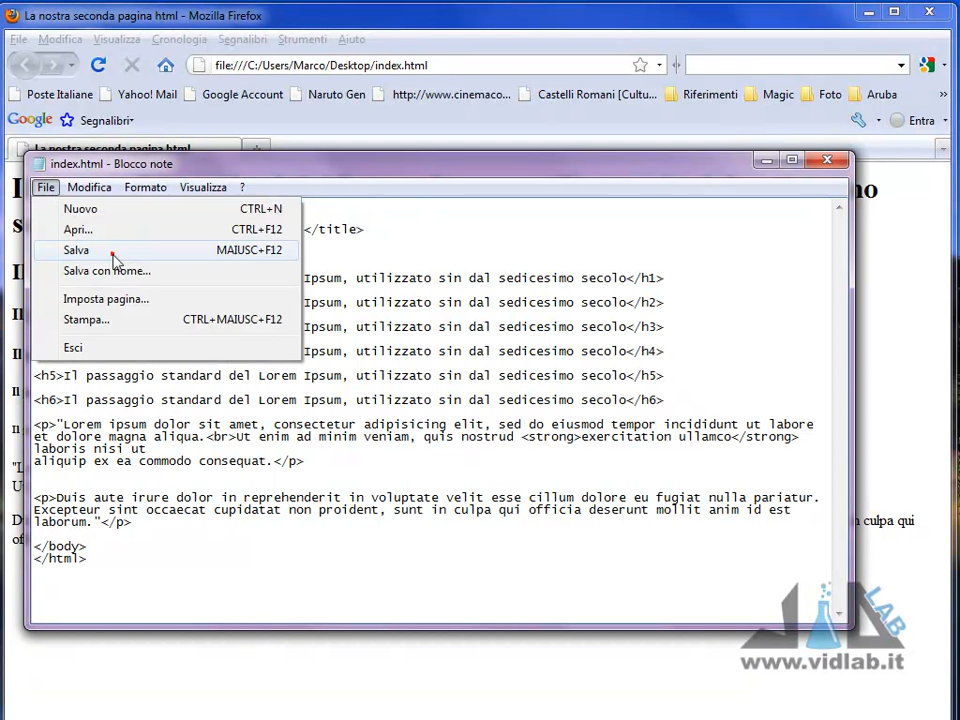 La nostra seconda pagina html - Mozilla Firefox
File Modifica Visualizza Cronologia Segnalibri Strumenti Aiuto
file:///C:/Users/Marco/Desktop/index.html
Poste Italiane Yahoo! Mail Google Account Naruto Gen http://www.cinemaco... Castelli Romani [Cultu... Riferimenti Magic Foto Aruba »
Google Segnalibri Entra
La nostra seconda pagina html
index.html - Blocco note
File Modifica Formato Visualizza ?
Nuovo CTRL+N
Apri... CTRL+F12
Salva MAIUSC+F12
Salva con nome...
Imposta pagina...
Stampa... CTRL+MAIUSC+F12
Esci
</title>
Ipsum, utilizzato sin dal sedicesimo secolo</h1>
Ipsum, utilizzato sin dal sedicesimo secolo</h2>
Ipsum, utilizzato sin dal sedicesimo secolo</h3>
Ipsum, utilizzato sin dal sedicesimo secolo</h4>
<h5>Il passaggio standard del Lorem Ipsum, utilizzato sin dal sedicesimo secolo</h5>
<h6>Il passaggio standard del Lorem Ipsum, utilizzato sin dal sedicesimo secolo</h6>
<p>"Lorem ipsum dolor sit amet, consectetur adipisicing elit, sed do eiusmod tempor incididunt ut labore
et dolore magna aliqua.<br>Ut enim ad minim veniam, quis nostrud <strong>exercitation ullamco</strong>
laboris nisi ut
aliquip ex ea commodo consequat.</p>
<p>Duis aute irure dolor in reprehenderit in voluptate velit esse cillum dolore eu fugiat nulla pariatur.
Excepteur sint occaecat cupidatat non proident, sunt in culpa qui officia deserunt mollit anim id est
laborum."</p>
</body>
</html>
culpa qui
LAB
www.vidlab.it